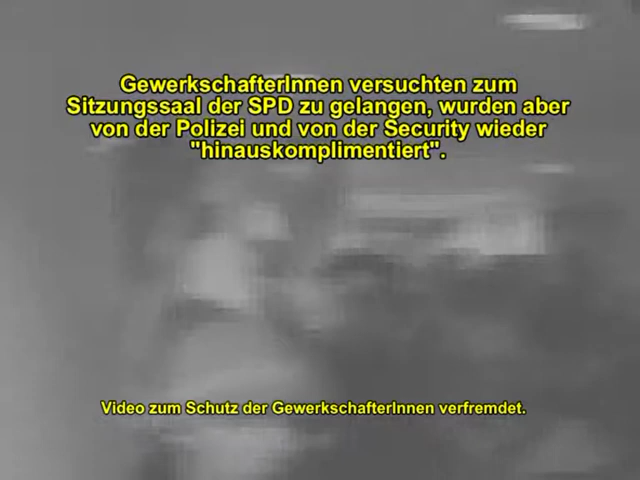 GewerkschafterInnen versuchten zum
Sitzungssaal der SPD zu gelangen, wurden aber
von der Polizei und von der Security wieder
"hinauskomplimentiert".
Video zum Schutz der GewerkschafterInnen verfremdet.